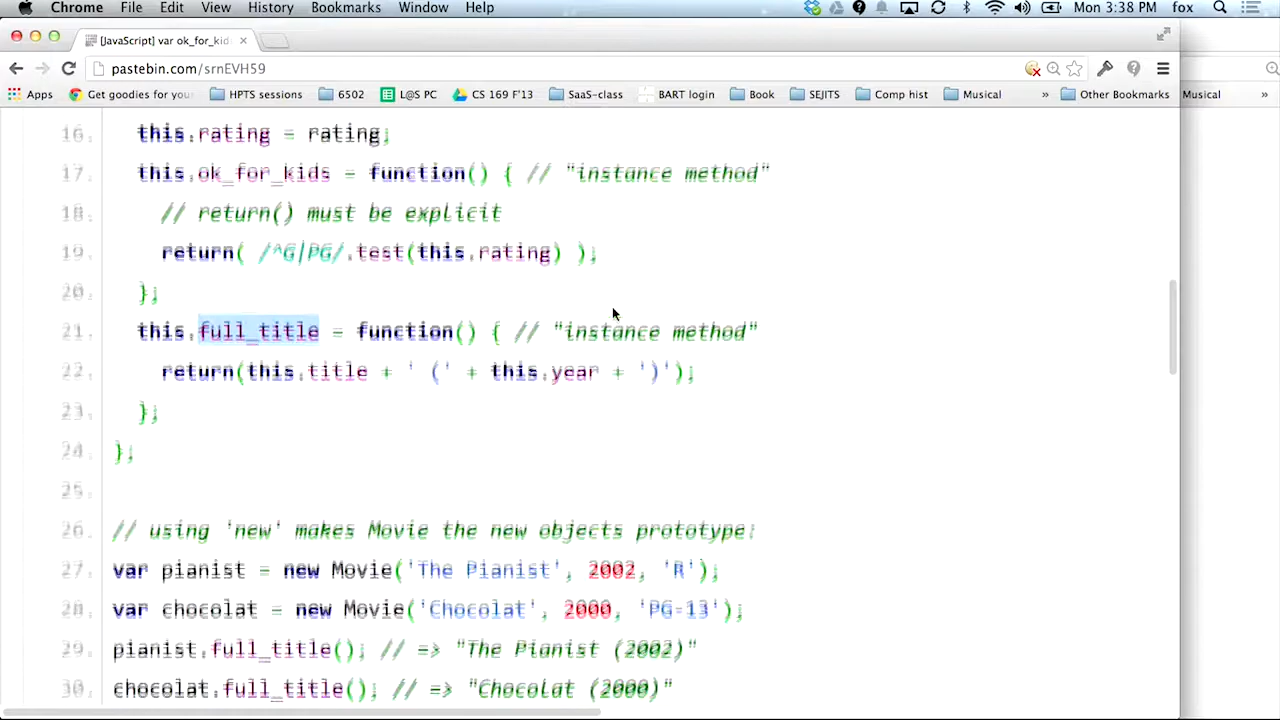 Chrome File Edit View History Bookmarks Window Help Mon 3:38 PM fox
[JavaScript] var ok_for_kid
pastebin.com/srnEVH59
Apps Get goodies for you HPTS sessions 6502 L@S PC CS 169 F'13 SaaS-class BART login Book SEJITS Comp hist Musical » Other Bookmarks Musical »
16. this.rating = rating;
17. this.ok_for_kids = function() { // "instance method"
18. // return() must be explicit
19. return( /^G|PG/.test(this.rating) );
20. };
21. this.full_title = function() { // "instance method"
22. return(this.title + ' (' + this.year + ')');
23. };
24. };
25.
26. // using 'new' makes Movie the new objects prototype:
27. var pianist = new Movie('The Pianist', 2002, 'R');
28. var chocolat = new Movie('Chocolat', 2000, 'PG-13');
29. pianist.full_title(); // => "The Pianist (2002)"
30. chocolat.full_title(); // => "Chocolat (2000)"